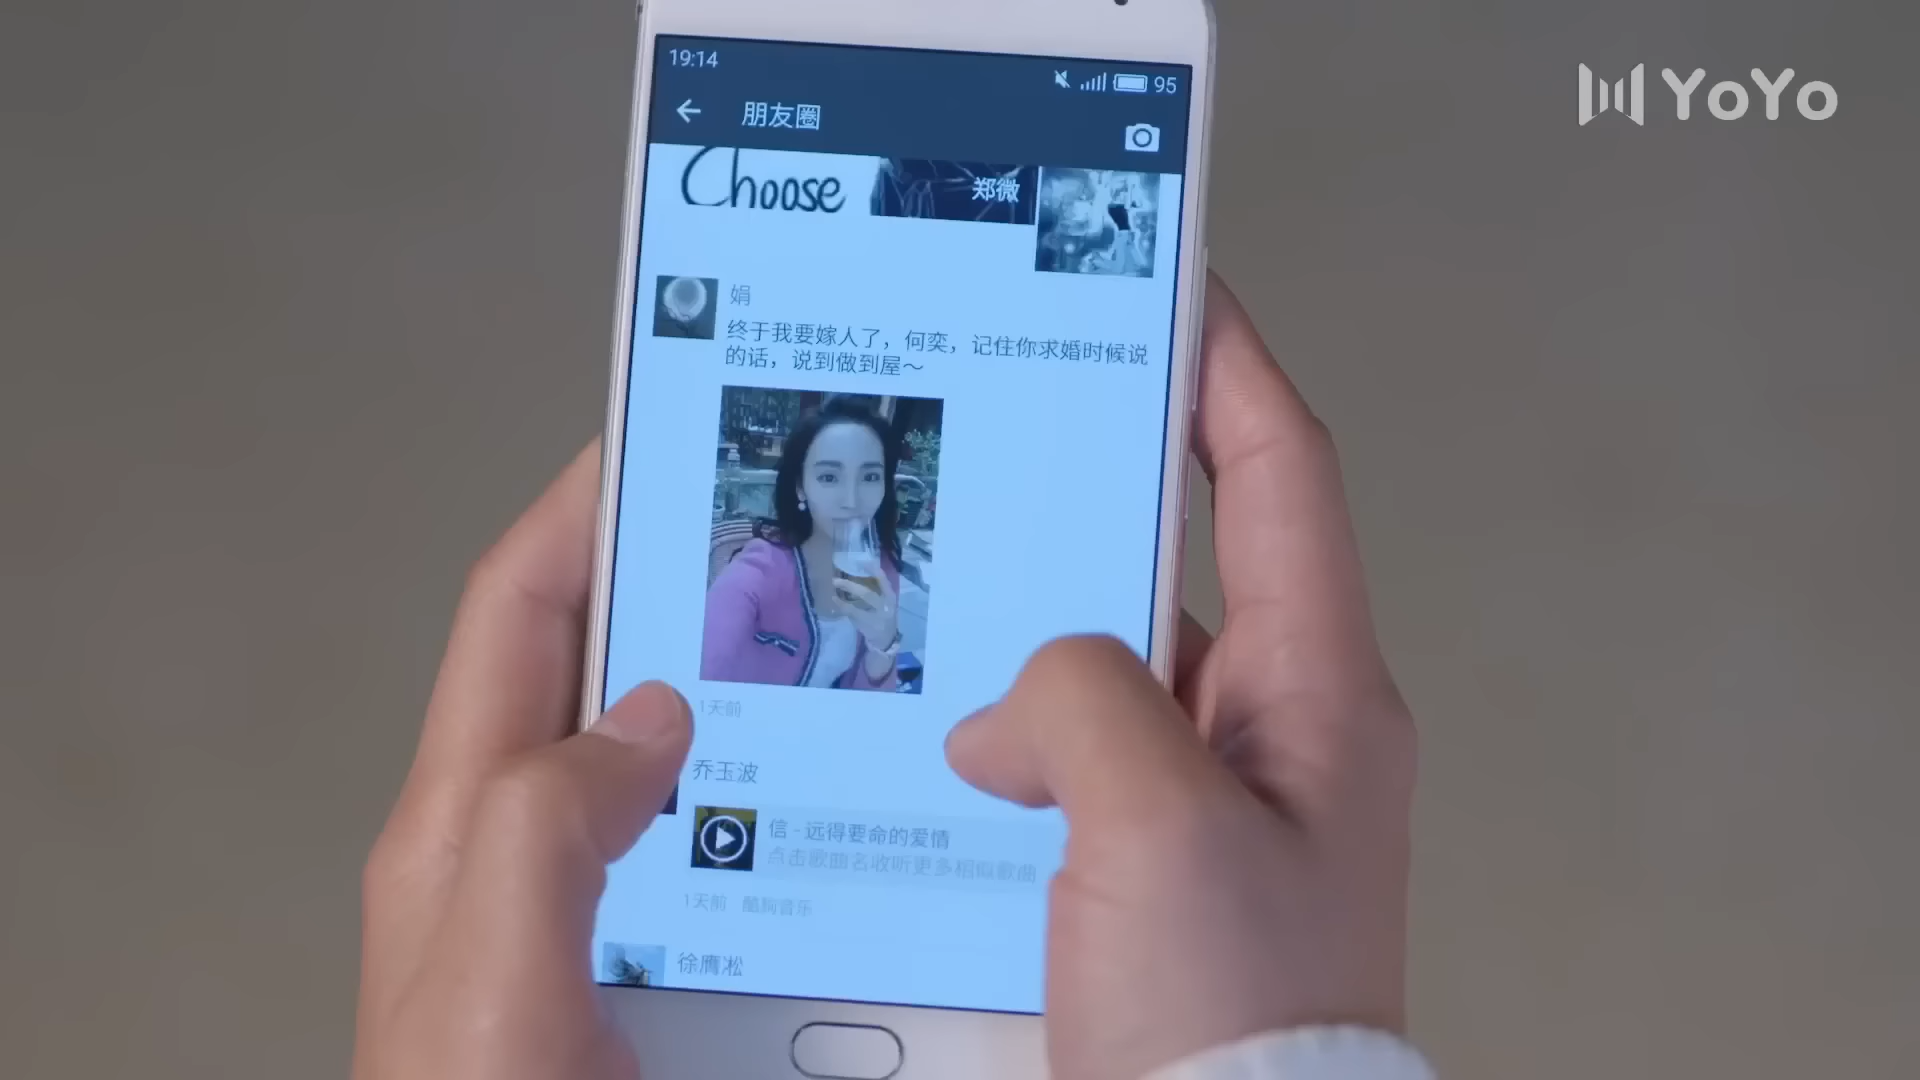 19:14
95
YoYo
朋友圈
Choose
郑微
娟
终于我要嫁人了，何奕，记住你求婚时候说
的话，说到做到屋～
1天前
乔玉波
信 - 远得要命的爱情
点击歌曲名收听更多相似歌曲
1天前 酷狗音乐
徐鹰凇